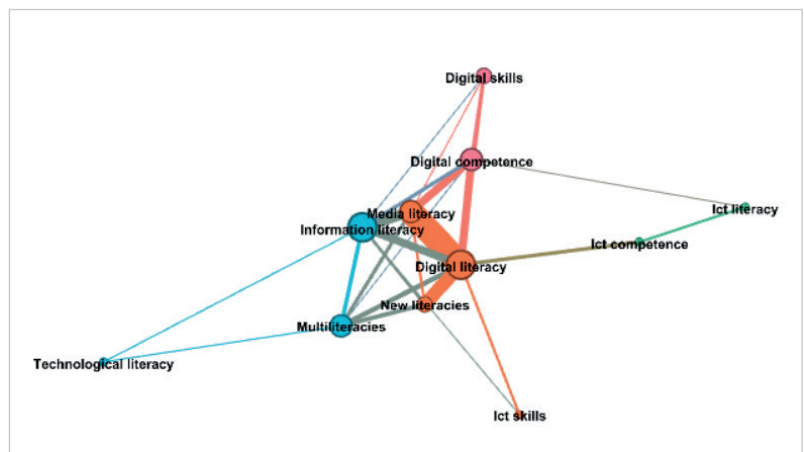 Digital skills
Digital competence
Ict literacy
Media literacy
Information literacy
Ict competence
Digital literacy
New literacies
Multiliteracies
Technological literacy
Ict skills